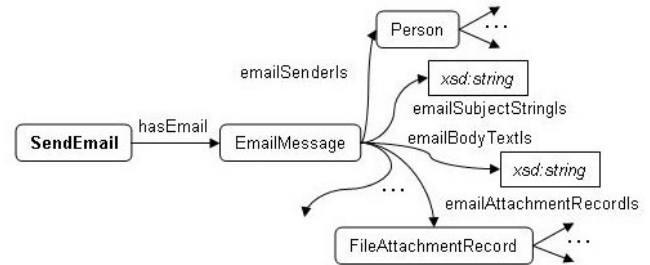 Person
...
emailSenderIs
xsd:string
emailSubjectStringIs
hasEmail
emailBodyTextIs
SendEmail
EmailMessage
xsd:string
...
emailAttachmentRecordIs
FileAttachmentRecord
...